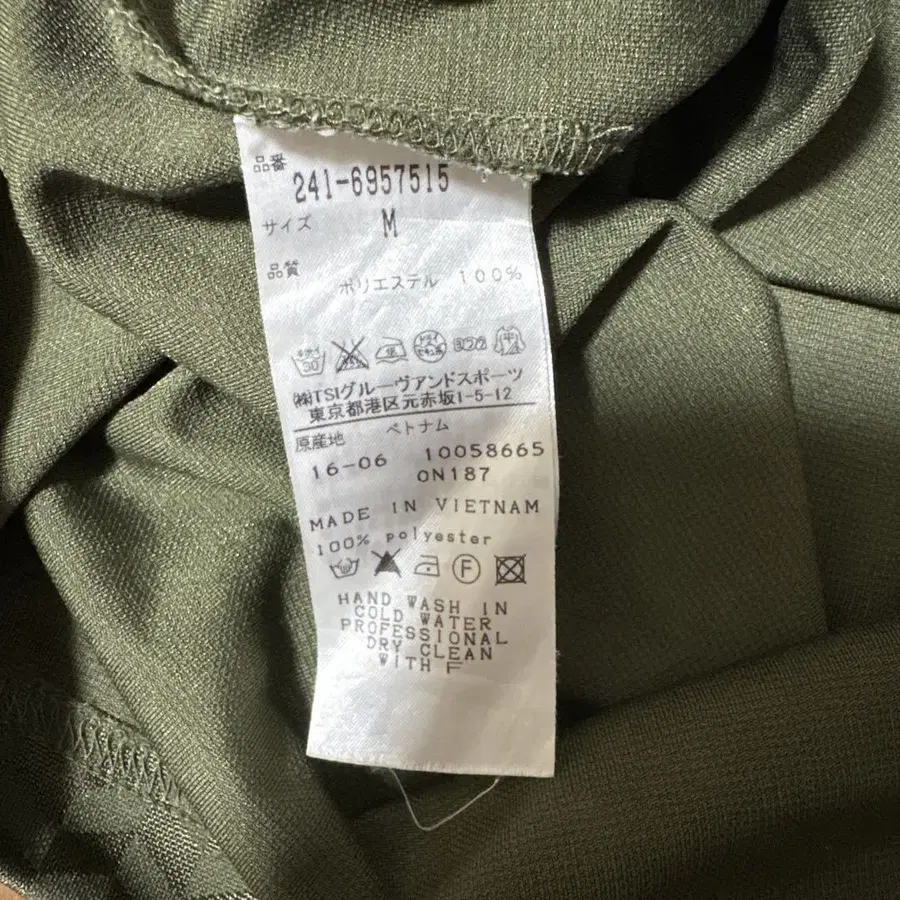 品番
241-6957515
サイズ M
品質
ポリエステル 100%
30
(株)TSIグルーヴアンドスポーツ
東京都港区元赤坂1-5-12
原産地 ベトナム
16-06 10058665
0N187
MADE IN VIETNAM
100% polyester
F
HAND WASH IN
COLD WATER
PROFESSIONAL
DRY CLEAN
WITH F